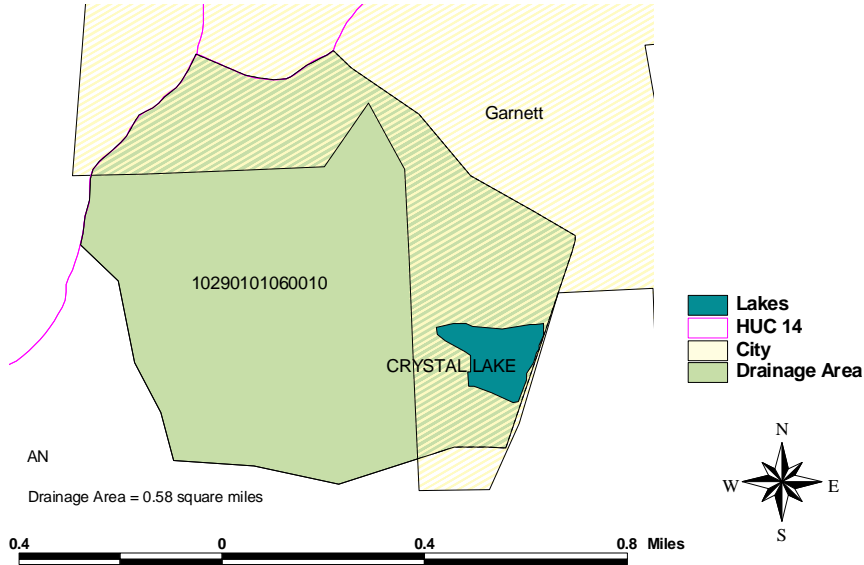 Garnett
10290101060010
CRYSTAL LAKE
AN
Drainage Area = 0.58 square miles
0.4 0 0.4 0.8 Miles
Lakes
HUC 14
City
Drainage Area
N
W E
S